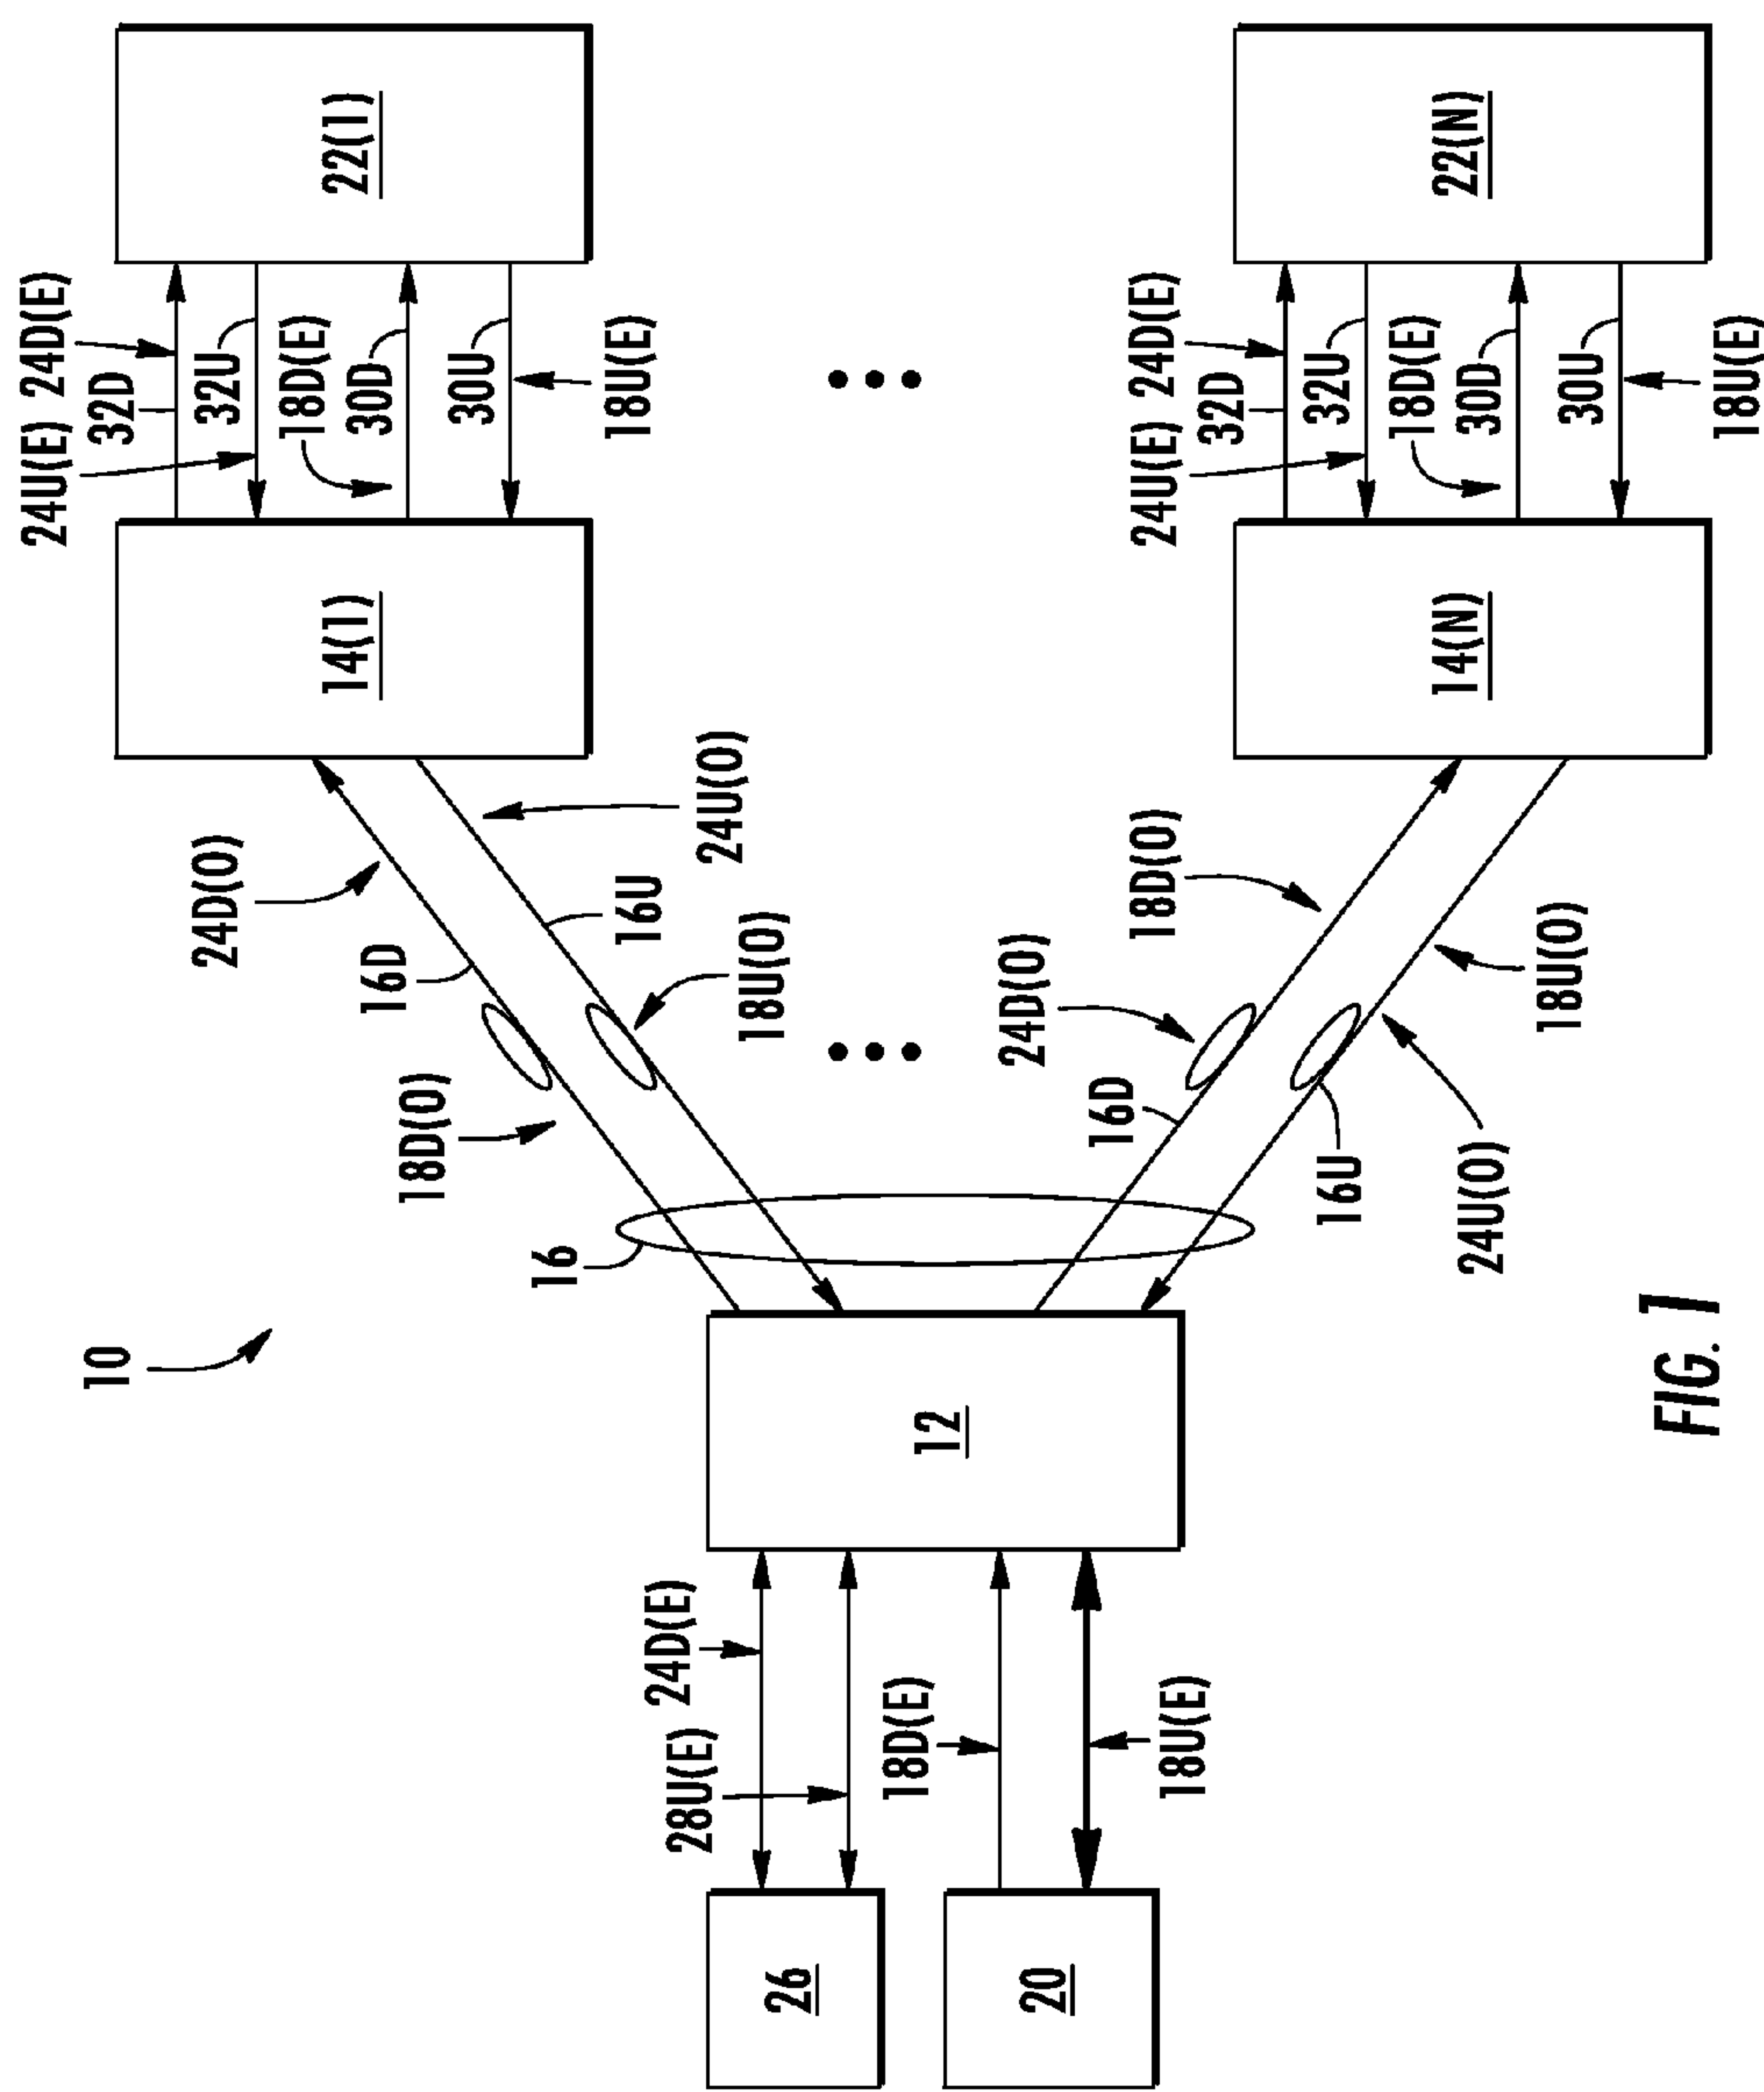 10
26
20
28U(E)
24D(E)
18D(E)
18U(E)
12
16
18D(O)
16D
24D(O)
16U
18U(O)
24U(O)
24D(O)
16D
18D(O)
16U
24U(O)
18U(O)
14(1)
24U(E) 24D(E)
32D
32U
18D(E)
30D
30U
18U(E)
22(1)
14(N)
24U(E) 24D(E)
32D
32U
18D(E)
30D
30U
18U(E)
22(N)
FIG. 1